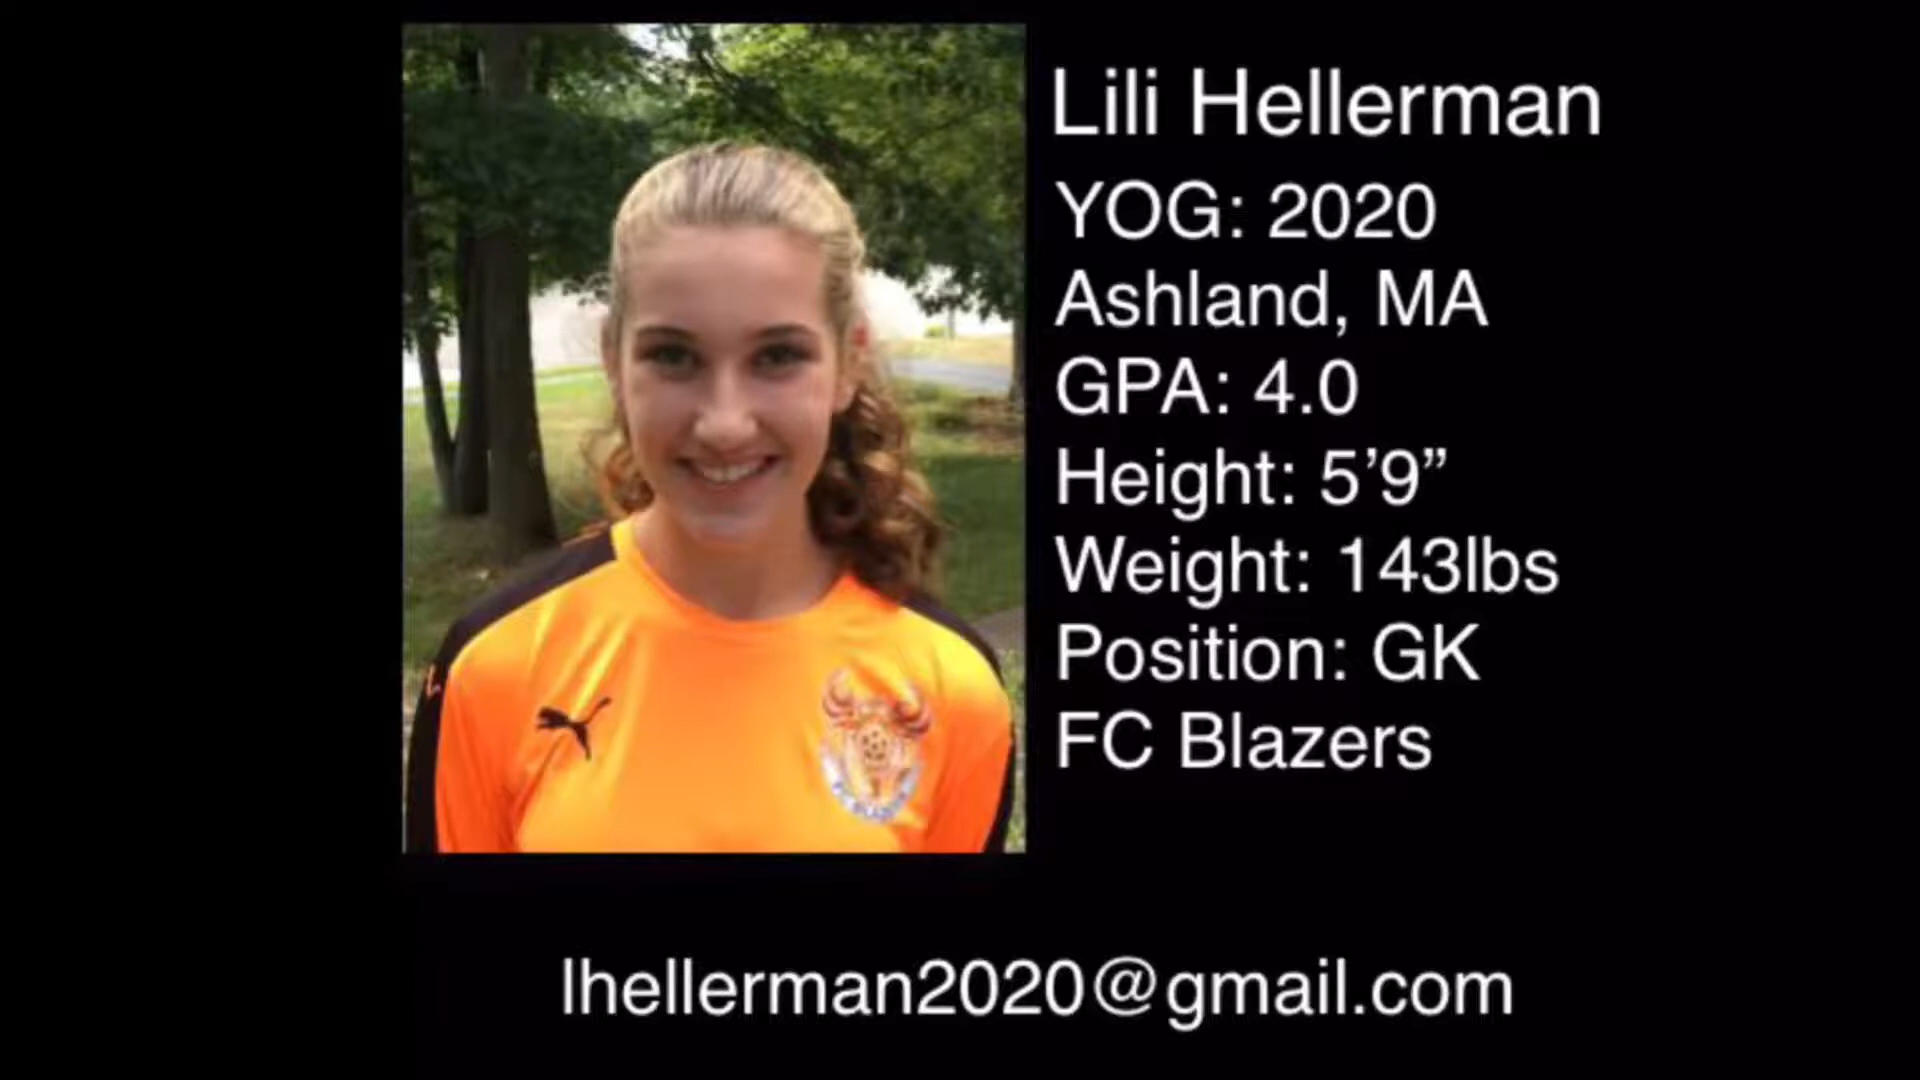 Lili Hellerman
YOG: 2020
Ashland, MA
GPA: 4.0
Height: 5’9”
Weight: 143lbs
Position: GK
FC Blazers
lhellerman2020@gmail.com